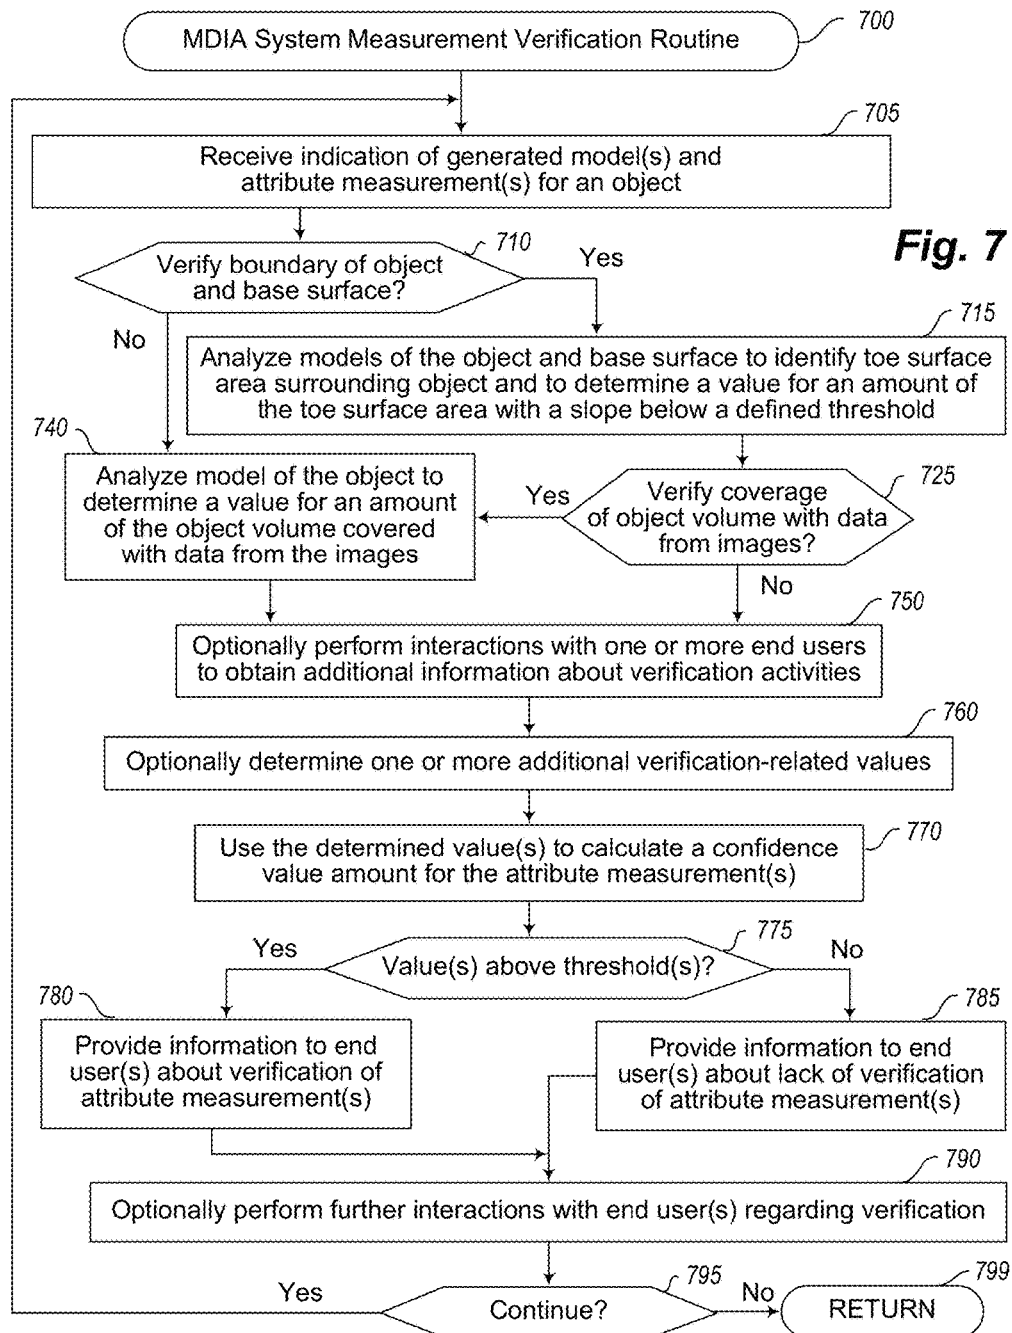 MDIA System Measurement Verification Routine
700
705
Receive indication of generated model(s) and
attribute measurement(s) for an object
Fig. 7
710
Verify boundary of object
and base surface?
Yes
No
715
Analyze models of the object and base surface to identify toe surface
area surrounding object and to determine a value for an amount of
the toe surface area with a slope below a defined threshold
740
Analyze model of the object to
determine a value for an amount
of the object volume covered
with data from the images
725
Verify coverage
of object volume with data
from images?
Yes
No
750
Optionally perform interactions with one or more end users
to obtain additional information about verification activities
760
Optionally determine one or more additional verification-related values
770
Use the determined value(s) to calculate a confidence
value amount for the attribute measurement(s)
775
Value(s) above threshold(s)?
Yes
No
780
Provide information to end
user(s) about verification of
attribute measurement(s)
785
Provide information to end
user(s) about lack of verification
of attribute measurement(s)
790
Optionally perform further interactions with end user(s) regarding verification
795
Continue?
Yes
No
799
RETURN